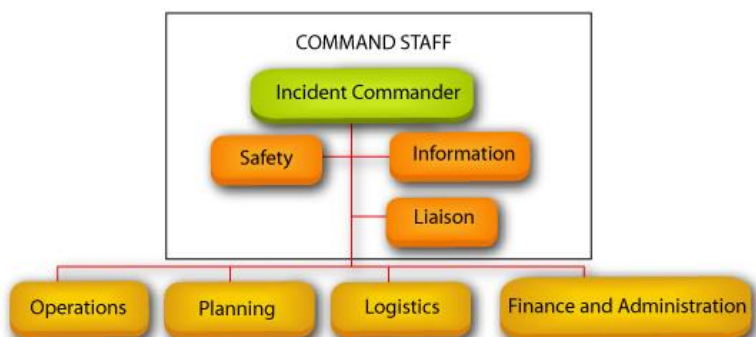 COMMAND STAFF
Incident Commander
Safety
Information
Liaison
Operations
Planning
Logistics
Finance and Administration